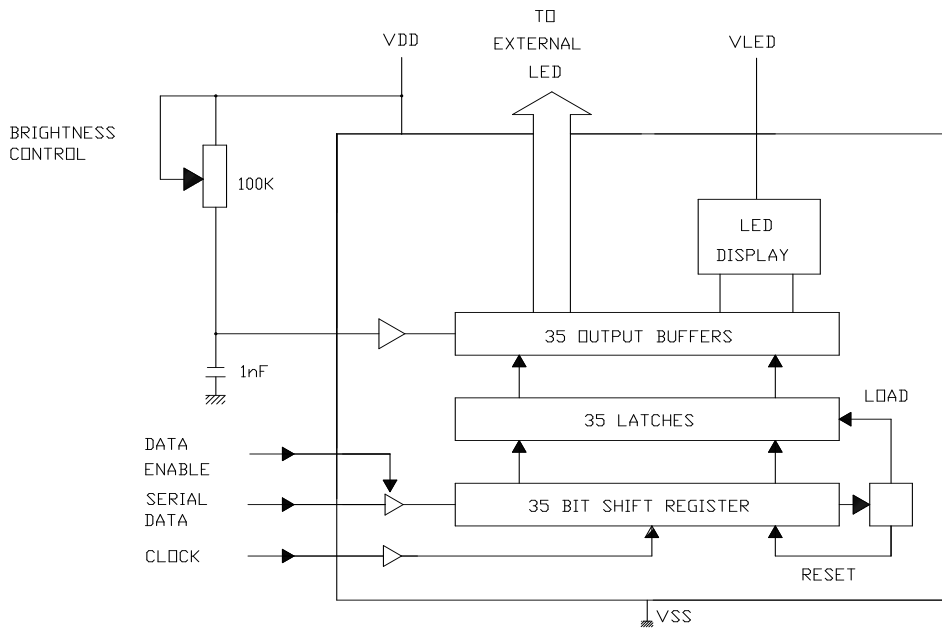 TO
EXTERNAL
LED
VDD
VLED
BRIGHTNESS
CONTROL
100K
LED
DISPLAY
35 OUTPUT BUFFERS
1nF
LOAD
35 LATCHES
DATA
ENABLE
SERIAL
DATA
35 BIT SHIFT REGISTER
CLOCK
RESET
VSS